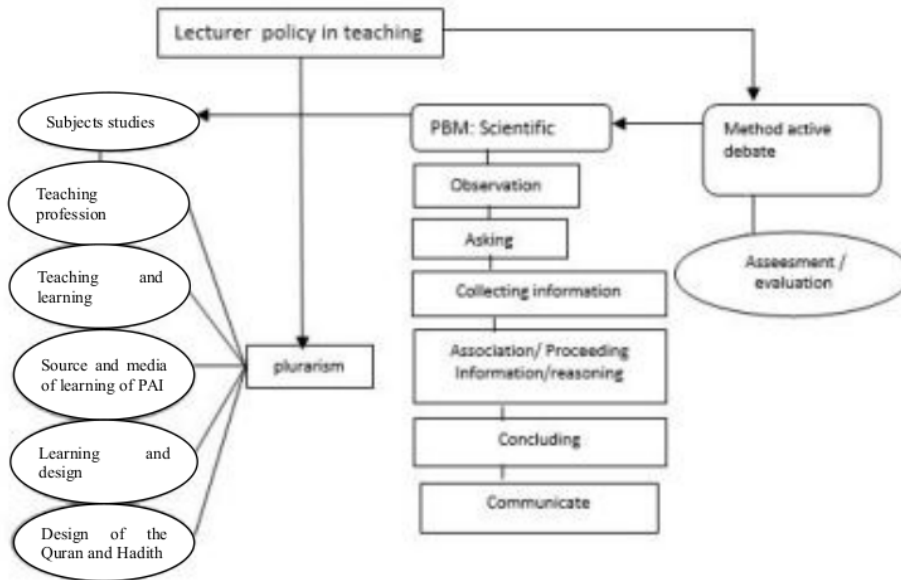 Lecturer policy in teaching
Subjects studies
PBM: Scientific
Method active
debate
Teaching
profession
Observation
Asking
Teaching and
learning
Assesment /
evaluation
Collecting information
Source and media
of learning of PAI
plurarism
Association/ Proceeding
Information/reasoning
Learning and
design
Concluding
Communicate
Design of the
Quran and Hadith